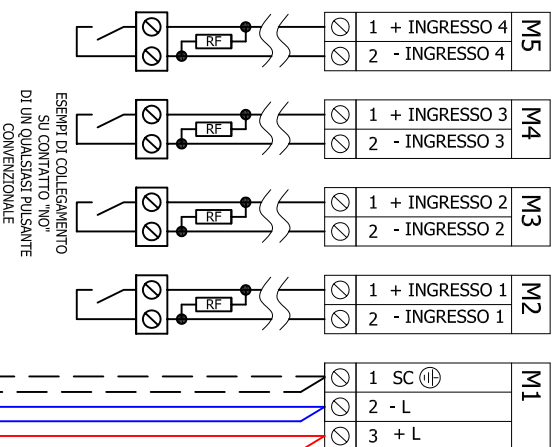 1 + INGRESSO 4
2 - INGRESSO 4
M5
RF
1 + INGRESSO 3
2 - INGRESSO 3
M4
RF
1 + INGRESSO 2
2 - INGRESSO 2
M3
RF
1 + INGRESSO 1
2 - INGRESSO 1
M2
RF
ESEMPI DI COLLEGAMENTO
SU CONTATTO "NO"
DI UN QUALSIASI PULSANTE
CONVENZIONALE
1 SC
2 - L
3 + L
M1